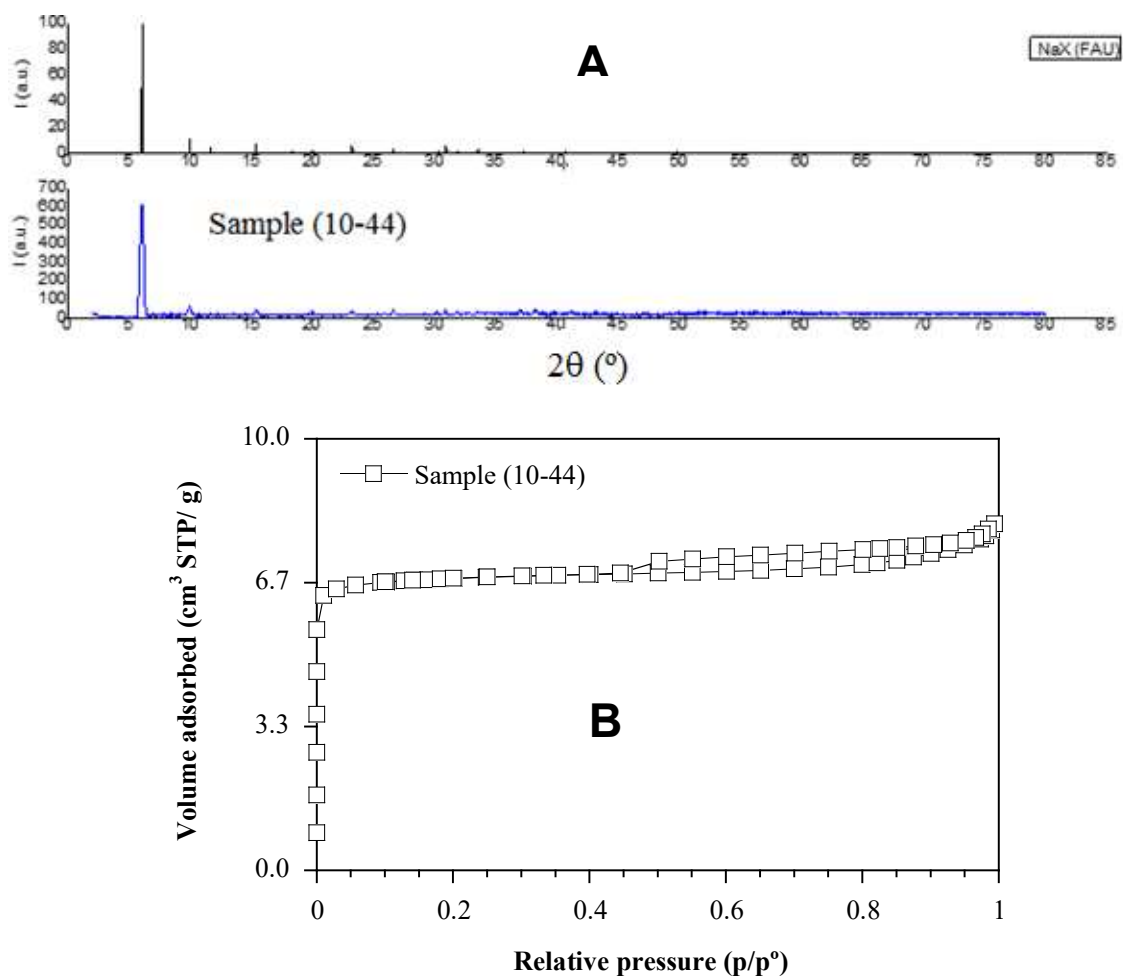 100
80
60
40
20
0
I (a.u.)
A
NaX (FAU)
0 5 10 15 20 25 30 35 40 45 50 55 60 65 70 75 80 85
700
600
500
400
300
200
100
0
I (a.u.)
Sample (10-44)
0 5 10 15 20 25 30 35 40 45 50 55 60 65 70 75 80 85
2θ (º)
10.0
6.7
3.3
0.0
Volume adsorbed (cm³ STP/ g)
Sample (10-44)
B
0 0.2 0.4 0.6 0.8 1
Relative pressure (p/pº)